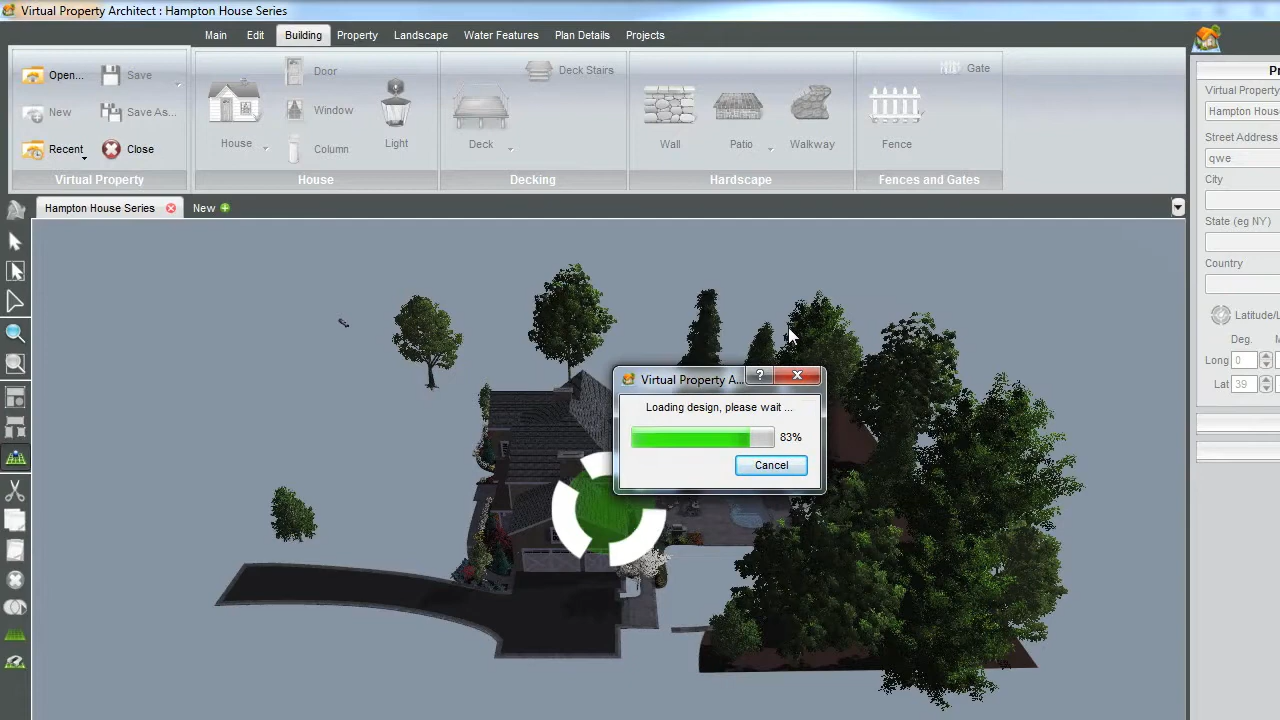 Virtual Property Architect : Hampton House Series
Main Edit Building Property Landscape Water Features Plan Details Projects
Open... Save
New Save As...
Recent Close
Virtual Property
House
Door
Window
Column
Light
House
Deck
Deck Stairs
Decking
Wall
Patio
Walkway
Hardscape
Fence
Gate
Fences and Gates
Hampton House Series
New
Virtual Property A...
?
Loading design, please wait ...
83%
Cancel
Virtual Property
Street Address
qwe
City
State (eg NY)
Country
Deg.
Long 0
Lat 39